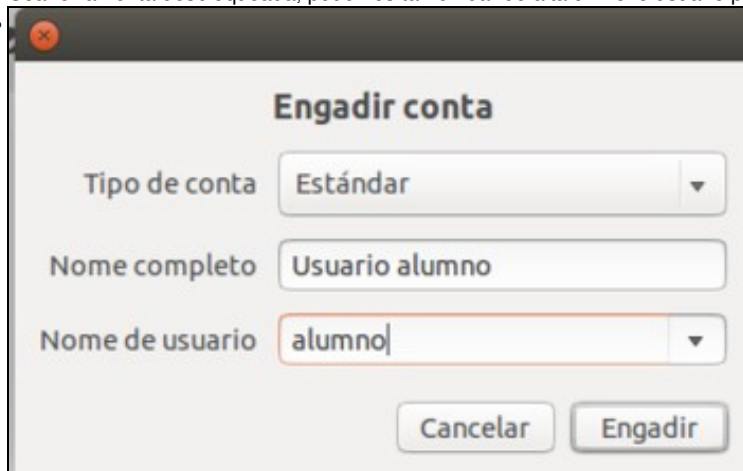 Engadir conta
Tipo de conta Estándar
Nome completo Usuario alumno
Nome de usuario alumno
Cancelar Engadir